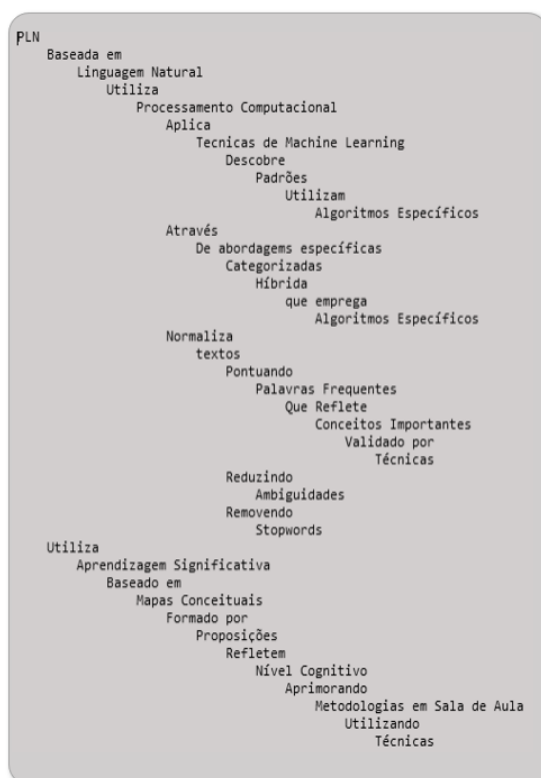 PLN
Baseada em
Linguagem Natural
Utiliza
Processamento Computacional
Aplica
Tecnicas de Machine Learning
Descobre
Padrões
Utilizam
Algoritmos Específicos
Através
De abordagems específicas
Categorizadas
Híbrida
que emprega
Algoritmos Específicos
Normaliza
textos
Pontuando
Palavras Frequentes
Que Reflete
Conceitos Importantes
Validado por
Técnicas
Reduzindo
Ambiguidades
Removendo
Stopwords
Utiliza
Aprendizagem Significativa
Baseado em
Mapas Conceituais
Formado por
Proposições
Refletem
Nível Cognitivo
Aprimorando
Metodologias em Sala de Aula
Utilizando
Técnicas